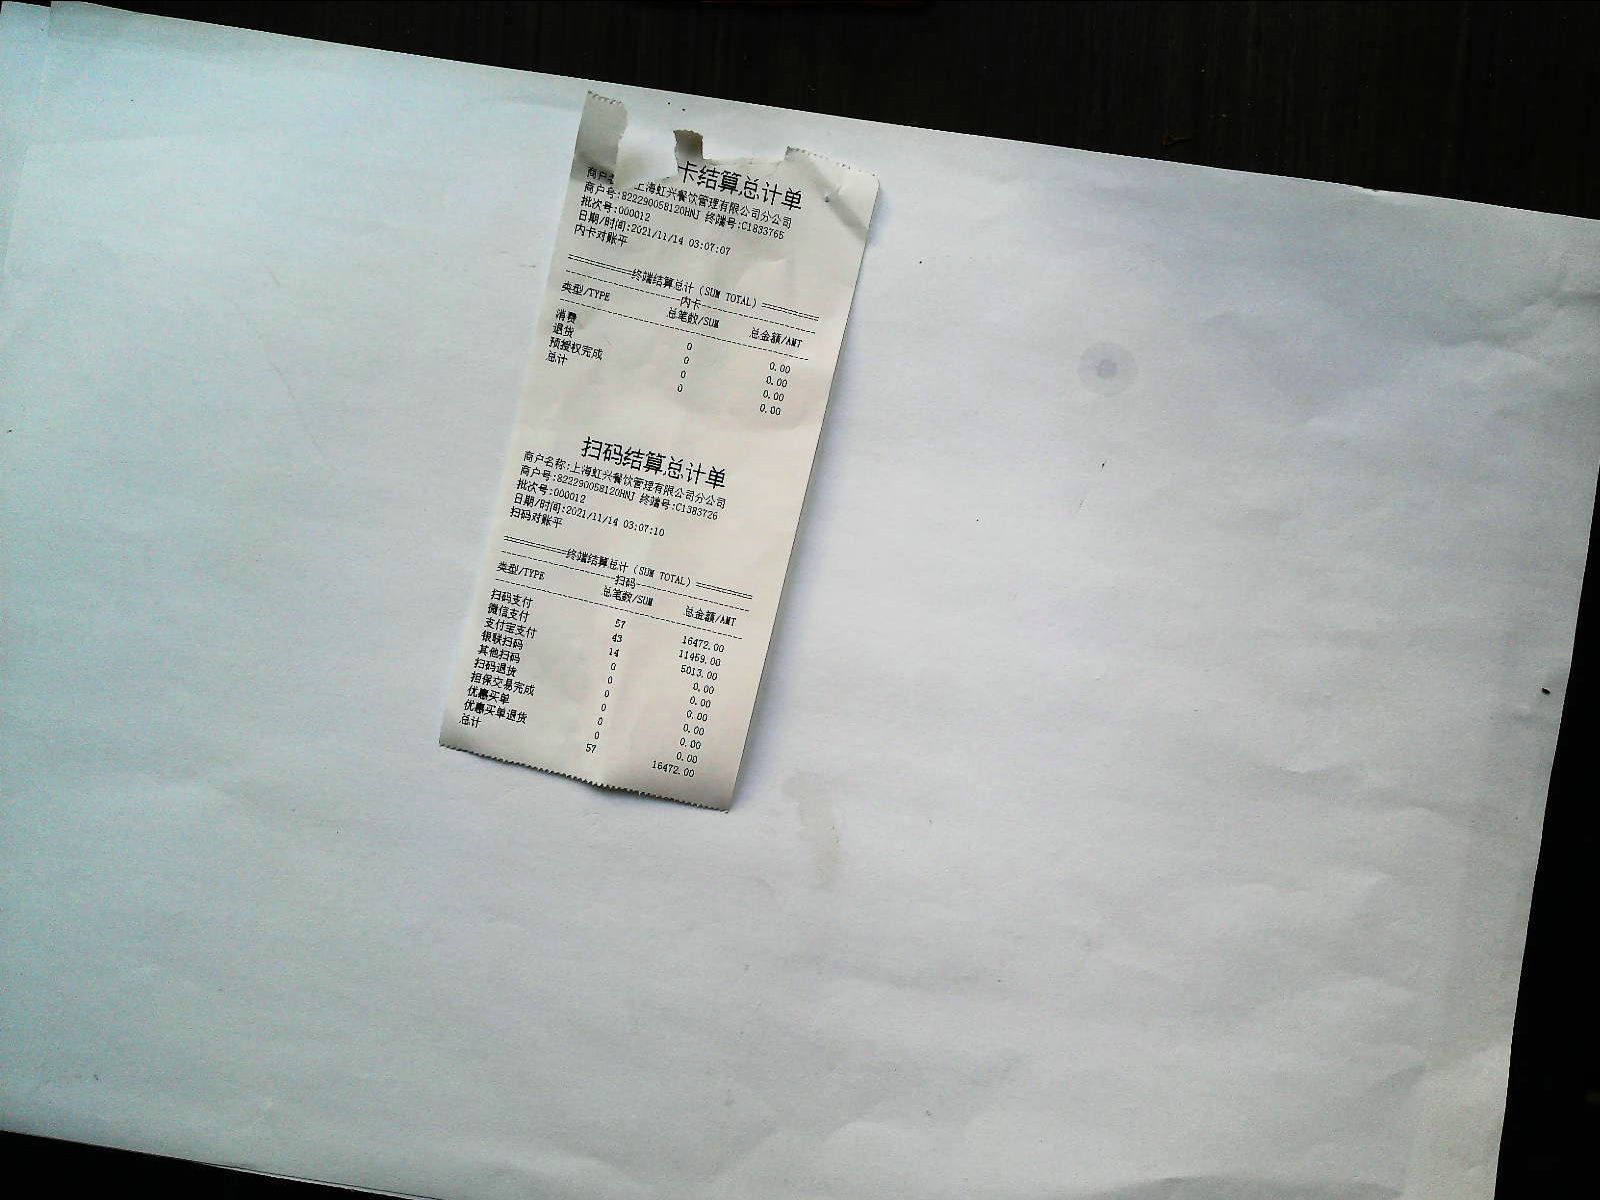 卡结算总计单
商户名 上海虹兴餐饮管理有限公司分公司
商户号:822290058120HNJ 终端号:C1833765
批次号:000012
日期/时间:2021/11/14 03:07:07
内卡对账平
==========终端结算总计（SUM TOTAL）==========
--------------------内卡--------------------
类型/TYPE 总笔数/SUM 总金额/AMT
消费 0 0.00
退货 0 0.00
预授权完成 0 0.00
总计 0 0.00
扫码结算总计单
商户名称:上海虹兴餐饮管理有限公司分公司
商户号:822290058120HNJ 终端号:C1383726
批次号:000012
日期/时间:2021/11/14 03:07:10
扫码对账平
==========终端结算总计（SUM TOTAL）==========
--------------------扫码--------------------
类型/TYPE 总笔数/SUM 总金额/AMT
扫码支付 57 16472.00
微信支付 43 11459.00
支付宝支付 14 5013.00
银联扫码 0 0.00
其他扫码 0 0.00
扫码退货 0 0.00
担保交易完成 0 0.00
优惠买单 0 0.00
优惠买单退货 0 0.00
总计 57 16472.00